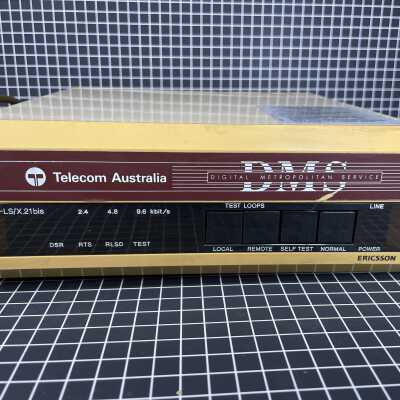 Telecom Australia
DMS
DIGITAL METROPOLITAN SERVICE
-LS/X.21bis 2.4 4.8 9.6 kbit/s TEST LOOPS LINE
DSR RTS RLSD TEST LOCAL REMOTE SELF TEST NORMAL POWER
ERICSSON